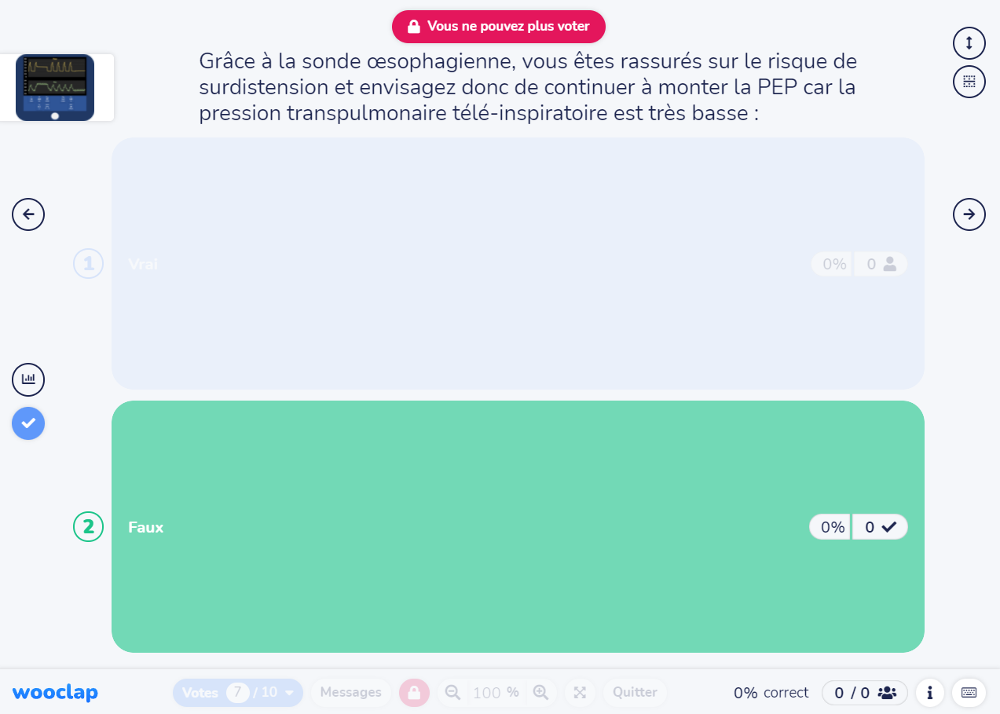 Vous ne pouvez plus voter
Grâce à la sonde œsophagienne, vous êtes rassurés sur le risque de
surdistension et envisagez donc de continuer à monter la PEP car la
pression transpulmonaire télé-inspiratoire est très basse :
1 Vrai 0% 0
2 Faux 0% 0
wooclap Votes 7 / 10 Messages 100 % Quitter 0% correct 0 / 0